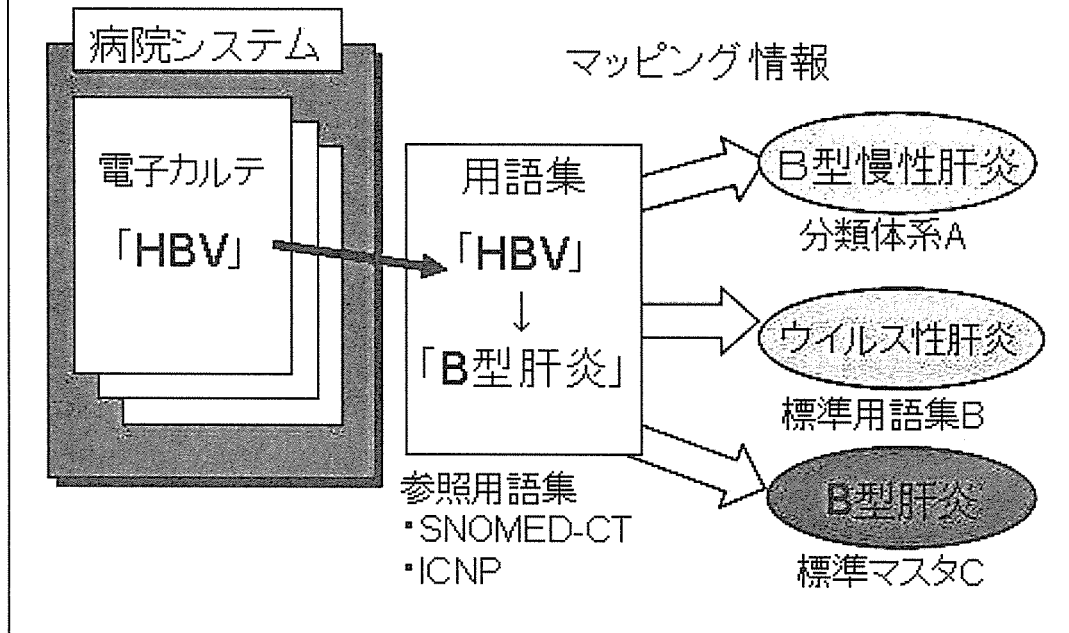 病院システム
マッピング情報
電子カルテ
「HBV」
用語集
「HBV」
↓
「B型肝炎」
参照用語集
・SNOMED-CT
・ICNP
B型慢性肝炎
分類体系A
ウイルス性肝炎
標準用語集B
B型肝炎
標準マスタC